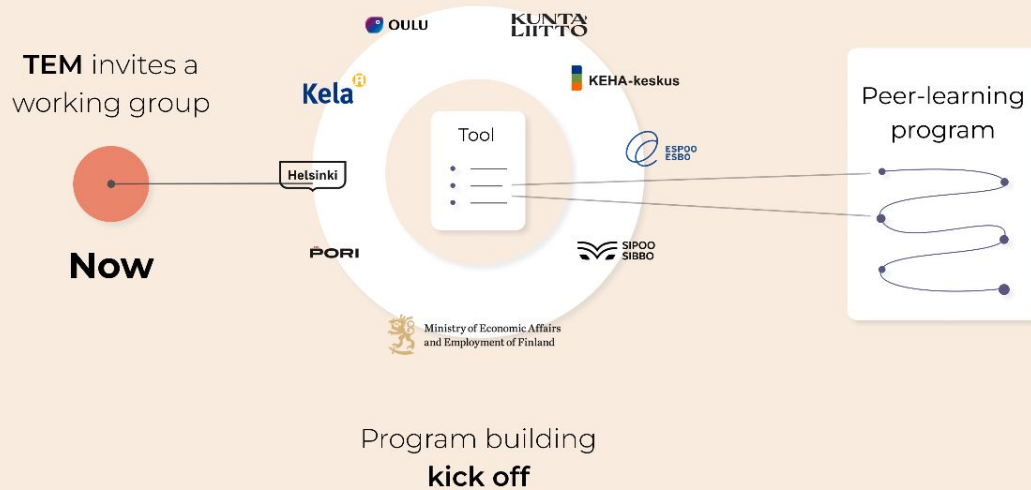 TEM invites a
working group
Now
OULU
KUNTA
LIITTO
Kela
KEHA-keskus
Tool
Helsinki
ESPOO
ESBO
PORI
SIPOO
SIBBO
Ministry of Economic Affairs
and Employment of Finland
Peer-learning
program
Program building
kick off